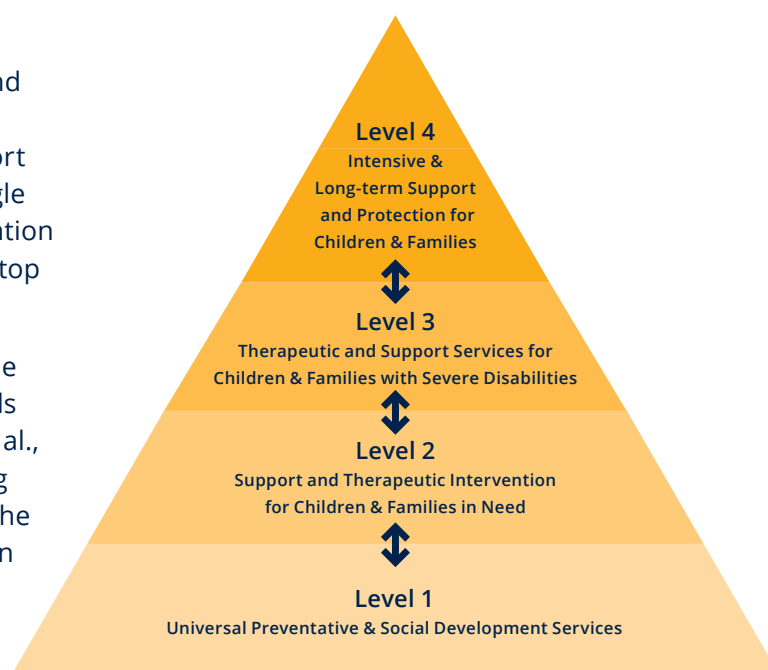 Level 4
Intensive &
Long-term Support
and Protection for
Children & Families
Level 3
Therapeutic and Support Services for
Children & Families with Severe Disabilities
Level 2
Support and Therapeutic Intervention
for Children & Families in Need
Level 1
Universal Preventative & Social Development Services
top
al.,